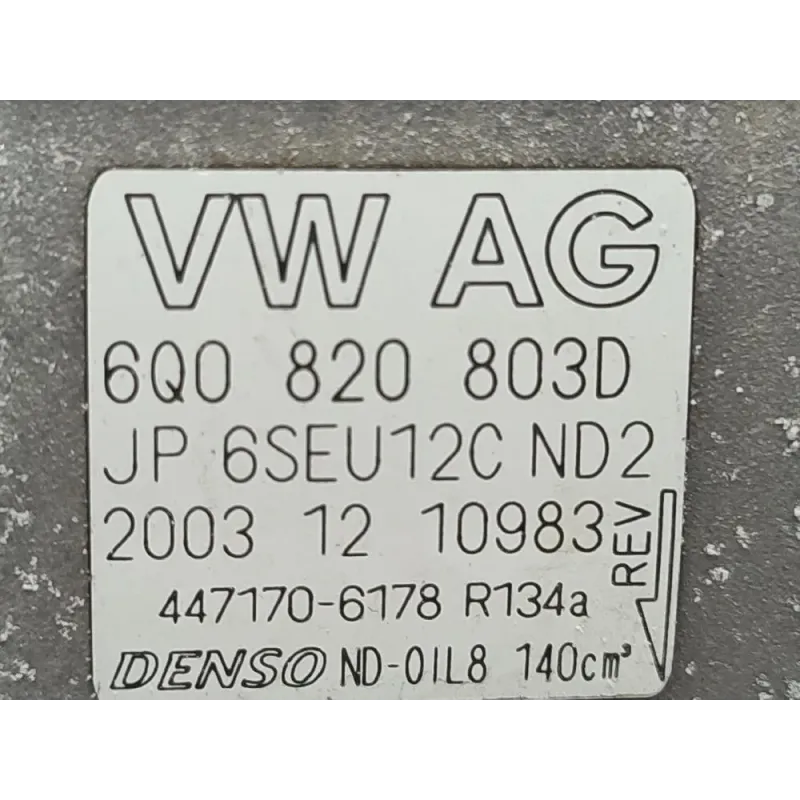 VW AG
6Q0 820 803D
JP 6SEU12C ND2
2003 12 10983
REV
447170-6178 R134a
DENSO ND-OIL8 140cm³